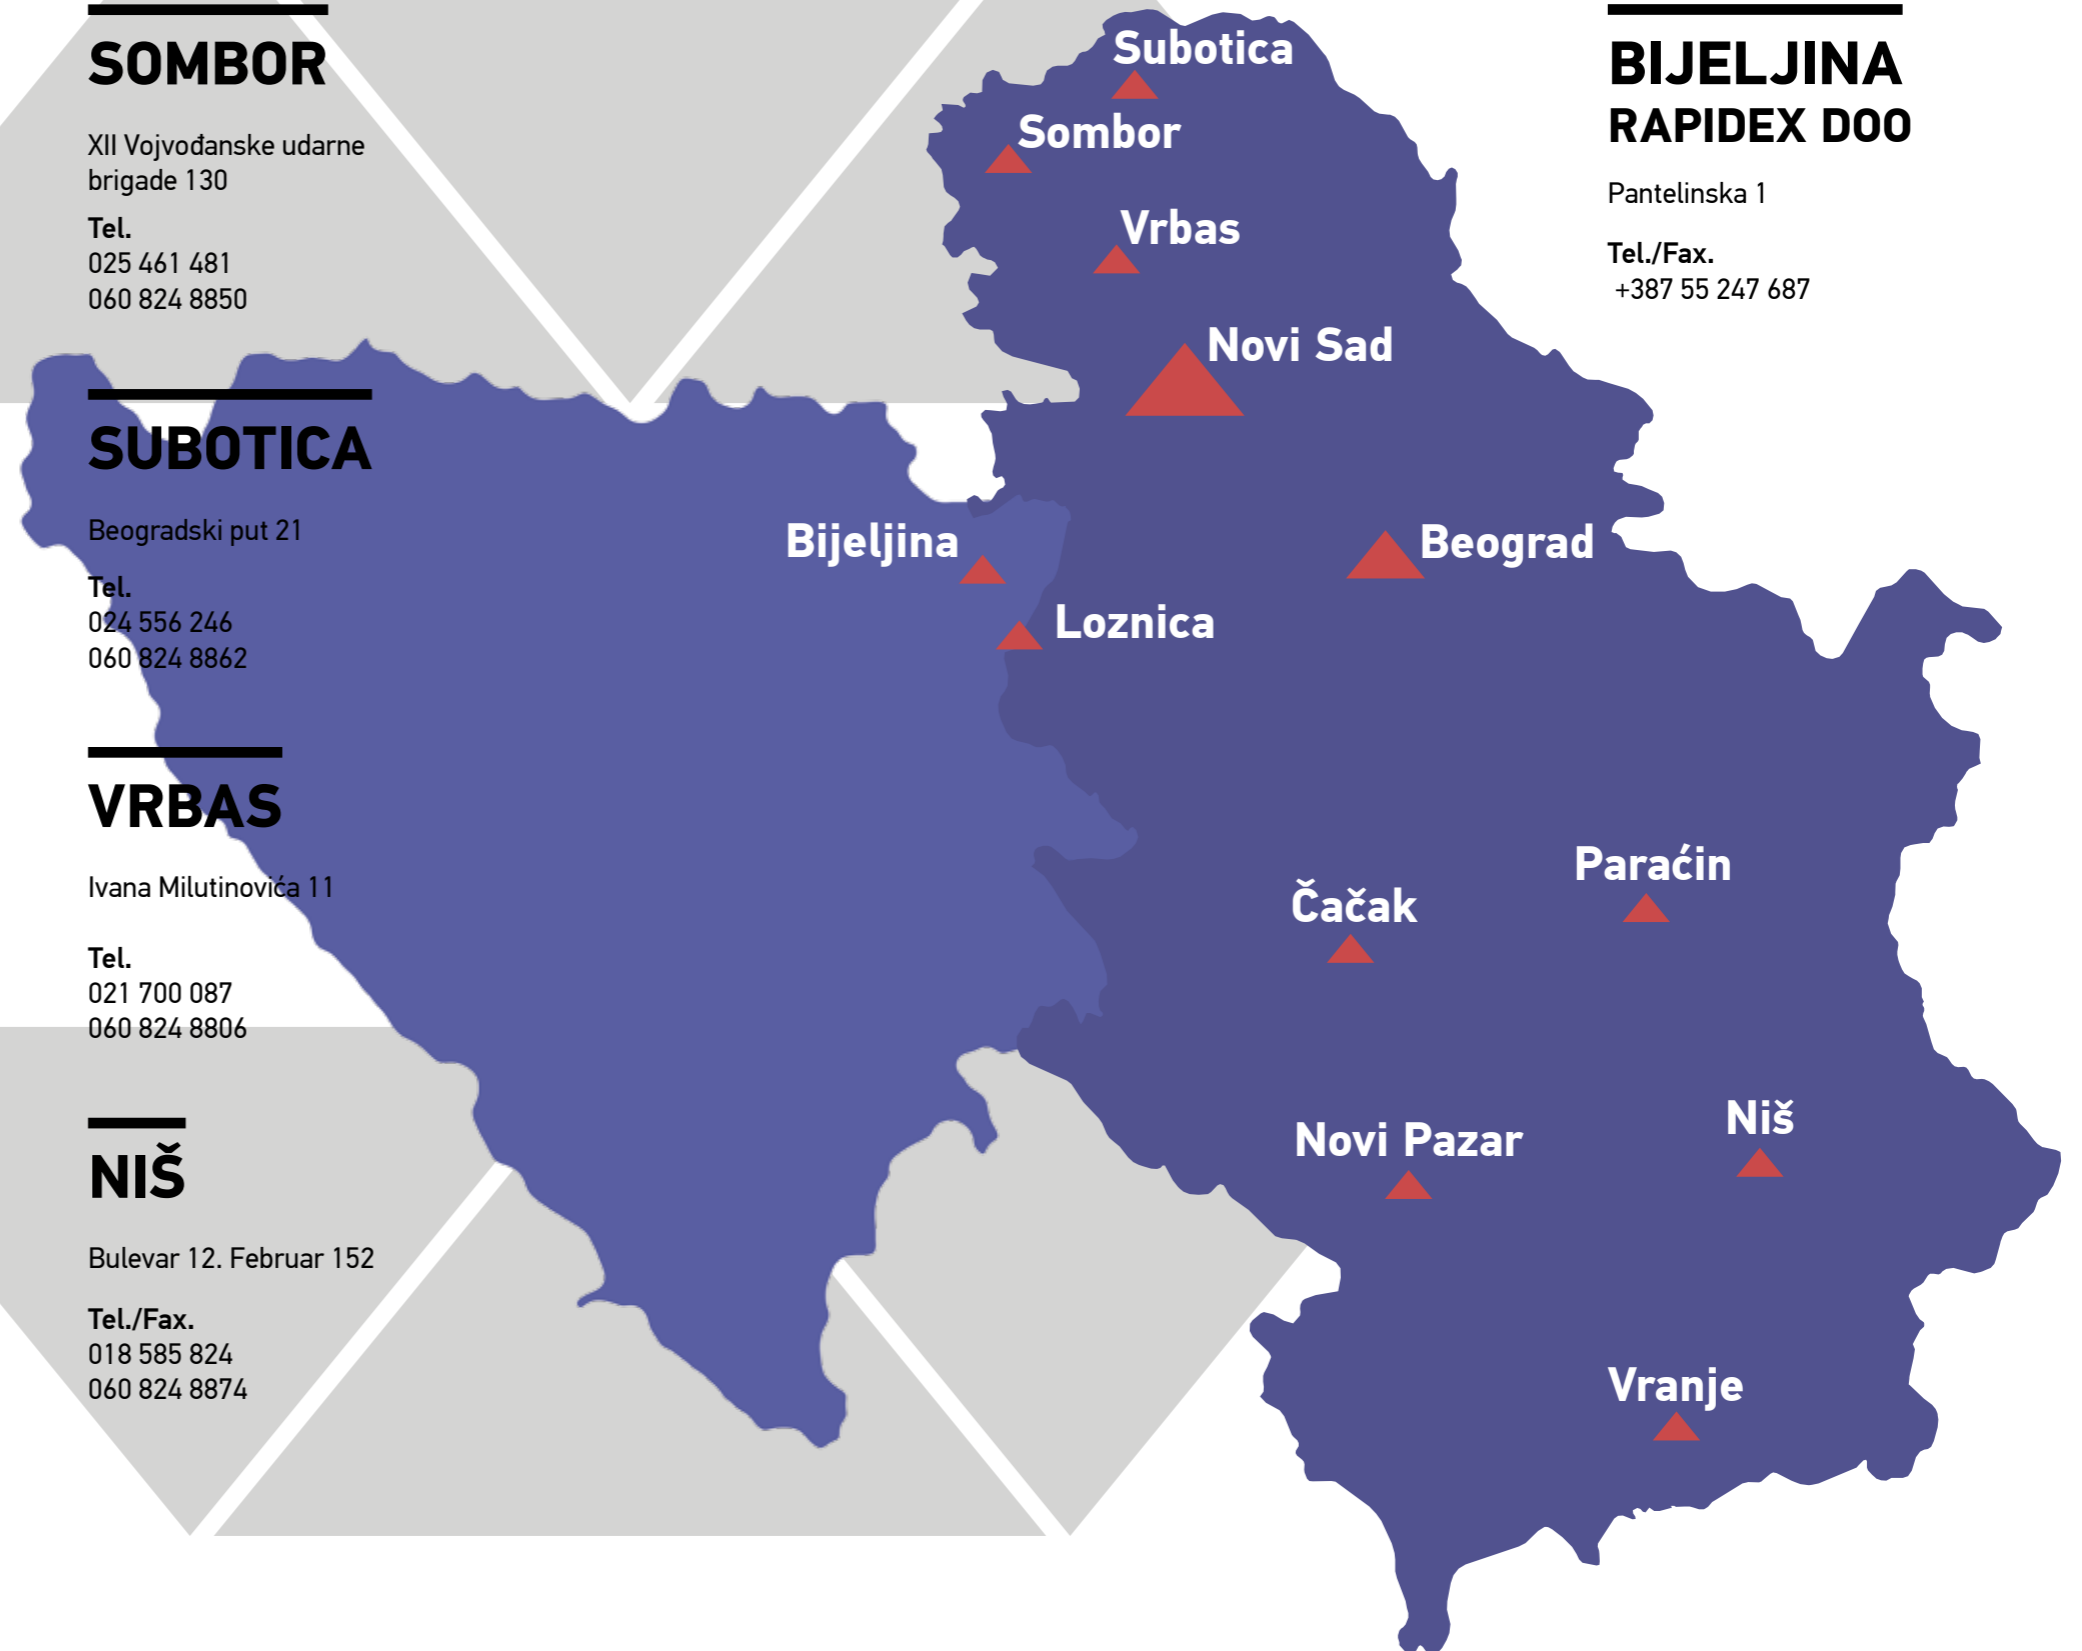 SOMBOR
XII Vojvođanske udarne
brigade 130
Tel.
025 461 481
060 824 8850
SUBOTICA
Beogradski put 21
Tel.
024 556 246
060 824 8862
VRBAS
Ivana Milutinovića 11
Tel.
021 700 087
060 824 8806
NIŠ
Bulevar 12. Februar 152
Tel./Fax.
018 585 824
060 824 8874
Subotica
Sombor
Vrbas
Novi Sad
Bijeljina
Beograd
Loznica
Paraćin
Čačak
Niš
Novi Pazar
Vranje
BIJELJINA
RAPIDEX DOO
Pantelinska 1
Tel./Fax.
+387 55 247 687